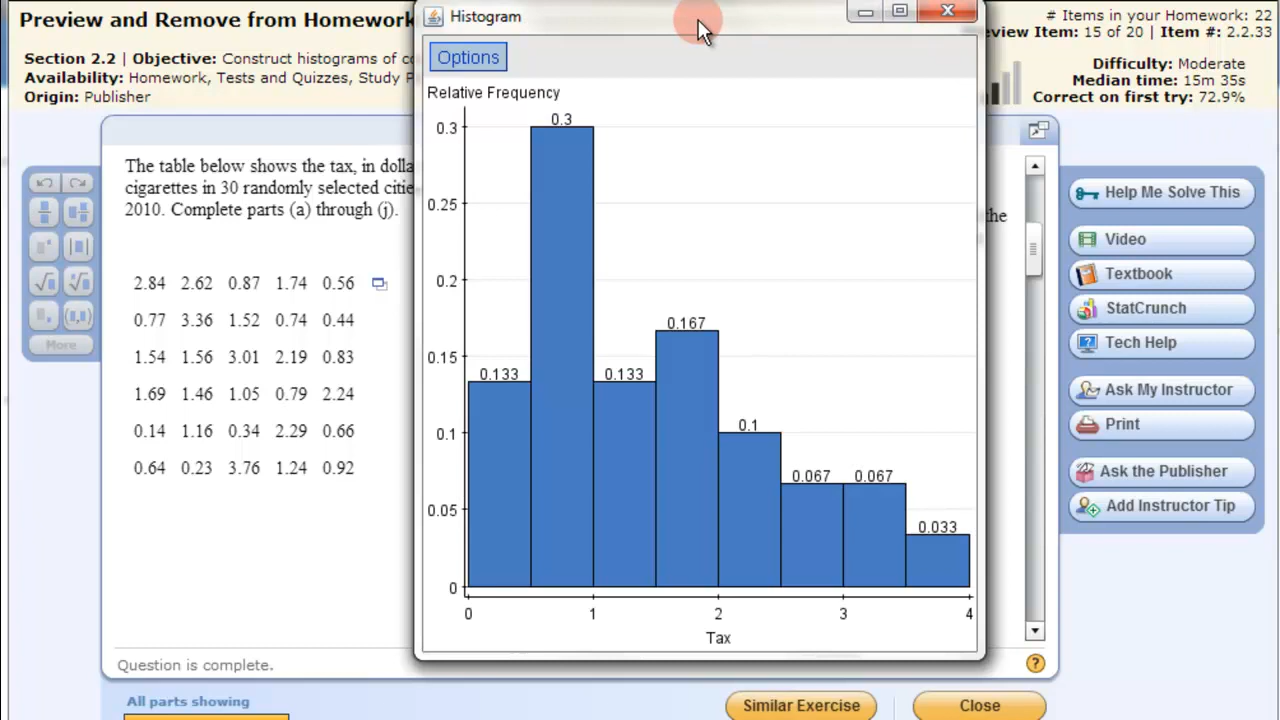 Preview and Remove from Homework
Section 2.2 | Objective: Construct histograms of co
Availability: Homework, Tests and Quizzes, Study P
Origin: Publisher
# Items in your Homework: 22
Item: 15 of 20 | Item #: 2.2.33
Difficulty: Moderate
Median time: 15m 35s
Correct on first try: 72.9%
The table below shows the tax, in dolla
cigarettes in 30 randomly selected citie
2010. Complete parts (a) through (j).
the
2.84 2.62 0.87 1.74 0.56
0.77 3.36 1.52 0.74 0.44
1.54 1.56 3.01 2.19 0.83
1.69 1.46 1.05 0.79 2.24
0.14 1.16 0.34 2.29 0.66
0.64 0.23 3.76 1.24 0.92
More
Question is complete.
All parts showing
Histogram
Options
Relative Frequency
0.3
0.25
0.2
0.15
0.1
0.05
0
0.133
0.3
0.133
0.167
0.1
0.067
0.067
0.033
0 1 2 3 4
Tax
Help Me Solve This
Video
Textbook
StatCrunch
Tech Help
Ask My Instructor
Print
Ask the Publisher
Add Instructor Tip
?
Similar Exercise
Close